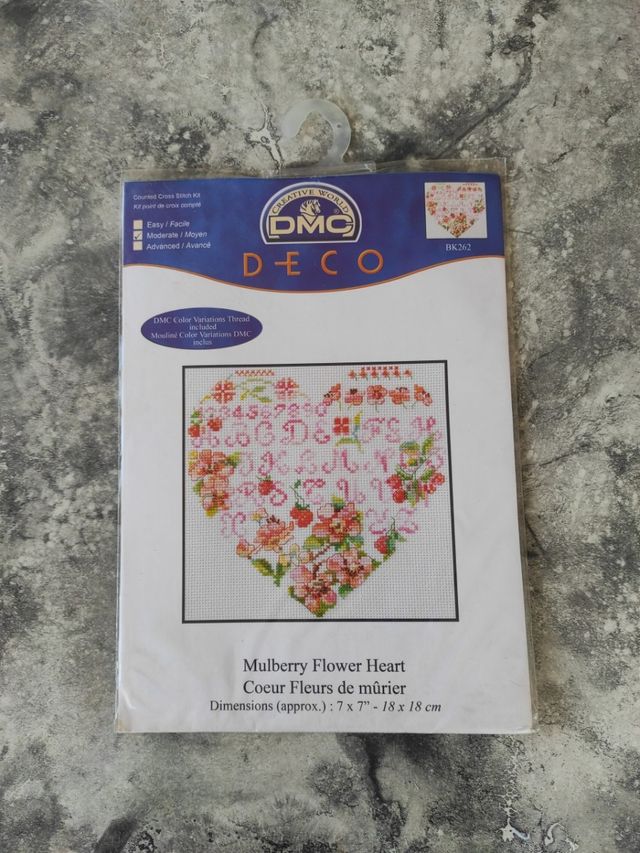 Counted Cross Stitch Kit
Kit point de croix compté
Easy / Facile
Moderate / Moyen
Advanced / Avancé
CREATIVE WORLD
DMC
DECO
BK262
DMC Color Variations Thread
included
Mouliné Color Variations DMC
inclus
1234567890
Mulberry Flower Heart
Coeur Fleurs de mûrier
Dimensions (approx.) : 7 x 7" - 18 x 18 cm